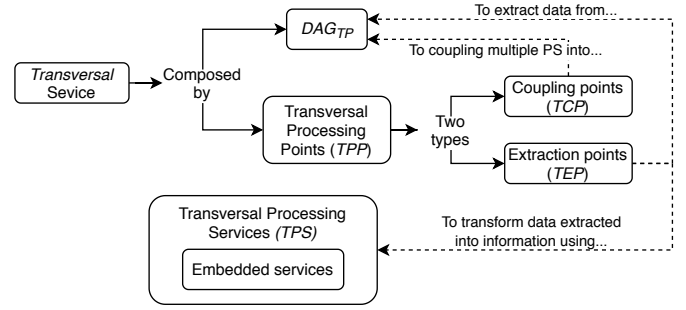 To extract data from...
DAG_TP
To coupling multiple PS into...
Transversal
Sevice
Composed
by
Transversal
Processing
Points (TPP)
Two
types
Coupling points
(TCP)
Extraction points
(TEP)
Transversal Processing
Services (TPS)
Embedded services
To transform data extracted
into information using...